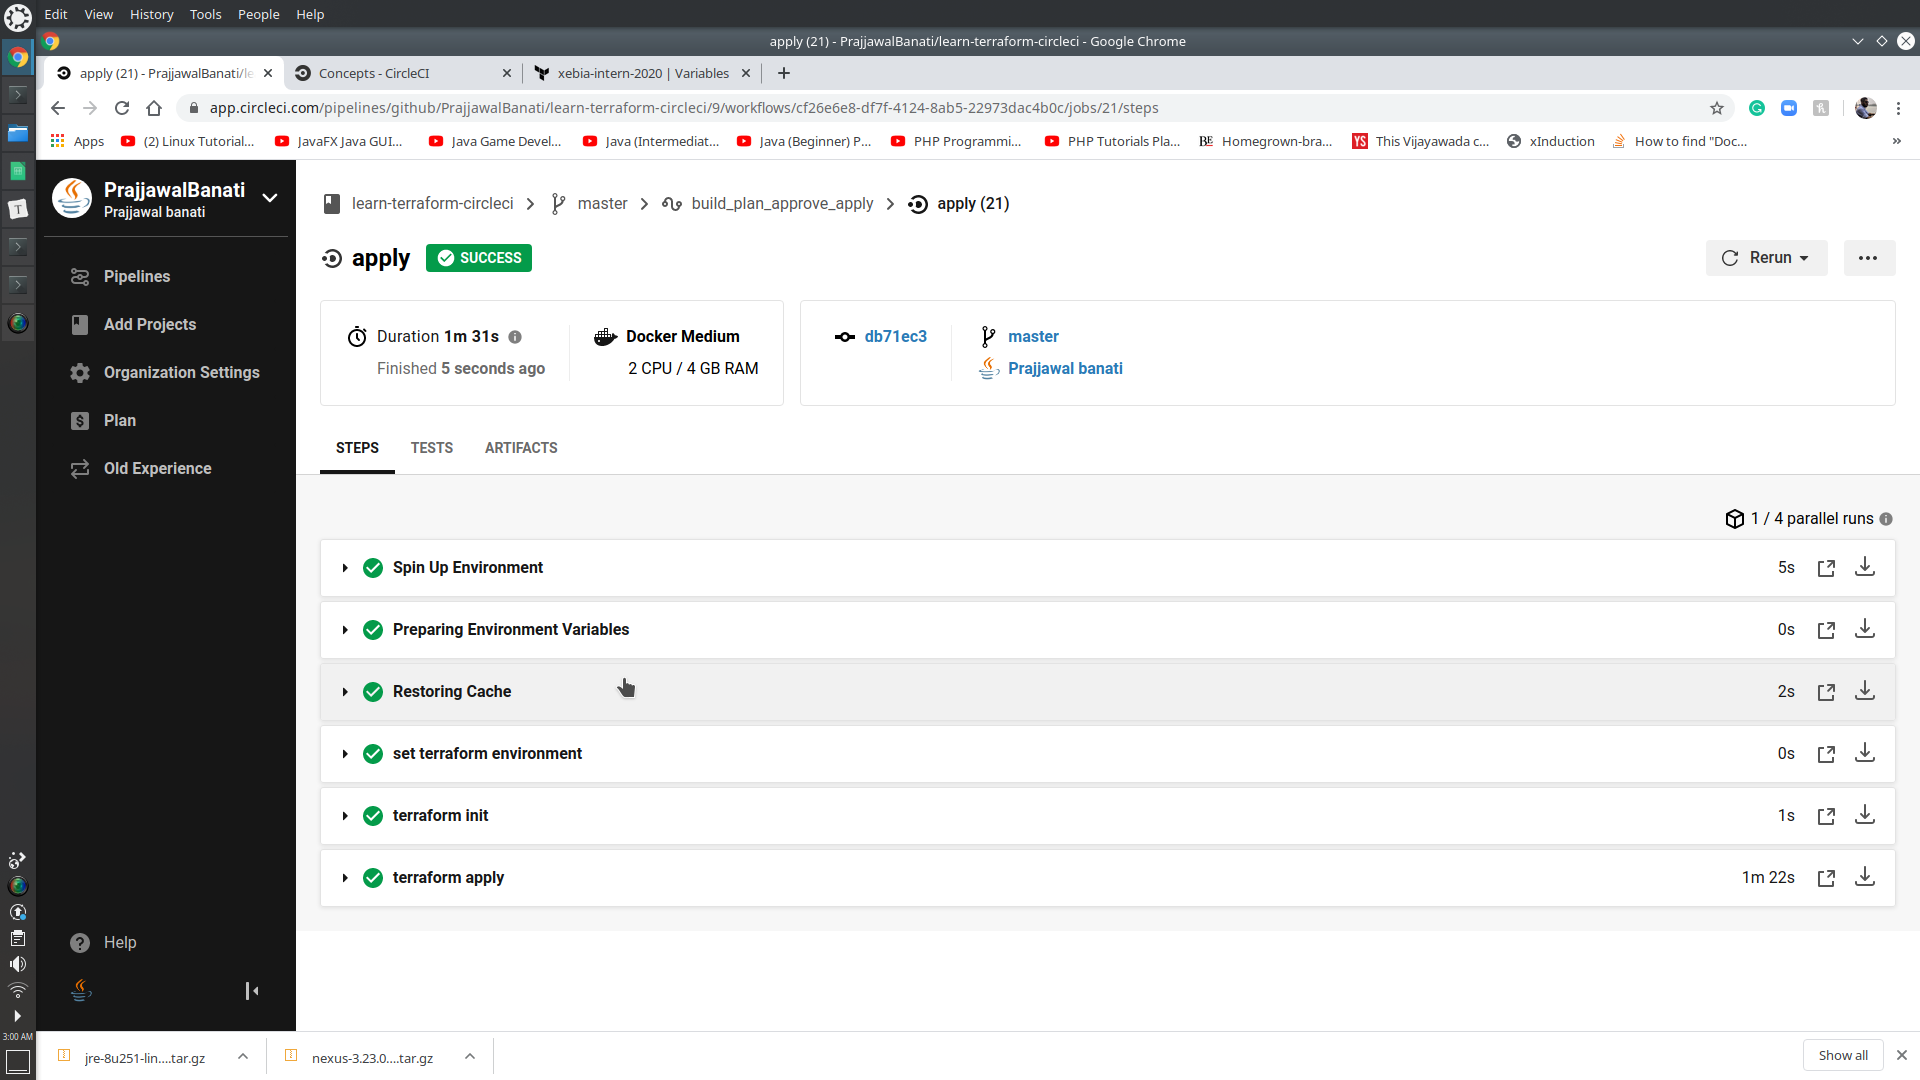 Edit View History Tools People Help
apply (21) - PrajjawalBanati/learn-terraform-circleci - Google Chrome
apply (21) - PrajjawalBanati/le
Concepts - CircleCI
xebia-intern-2020 | Variables
app.circleci.com/pipelines/github/PrajjawalBanati/learn-terraform-circleci/9/workflows/cf26e6e8-df7f-4124-8ab5-22973dac4b0c/jobs/21/steps
Apps (2) Linux Tutorial... JavaFX Java GUI... Java Game Devel... Java (Intermediat... Java (Beginner) P... PHP Programmi... PHP Tutorials Pla... BE Homegrown-bra... YS This Vijayawada c... xInduction How to find "Doc... »
PrajjawalBanati
Prajjawal banati
Pipelines
Add Projects
Organization Settings
Plan
Old Experience
Help
learn-terraform-circleci master build_plan_approve_apply apply (21)
apply SUCCESS
Rerun
Duration 1m 31s
Finished 5 seconds ago
Docker Medium
2 CPU / 4 GB RAM
db71ec3
master
Prajjawal banati
STEPS TESTS ARTIFACTS
1 / 4 parallel runs
Spin Up Environment 5s
Preparing Environment Variables 0s
Restoring Cache 2s
set terraform environment 0s
terraform init 1s
terraform apply 1m 22s
3:00 AM
jre-8u251-lin....tar.gz
nexus-3.23.0....tar.gz
Show all